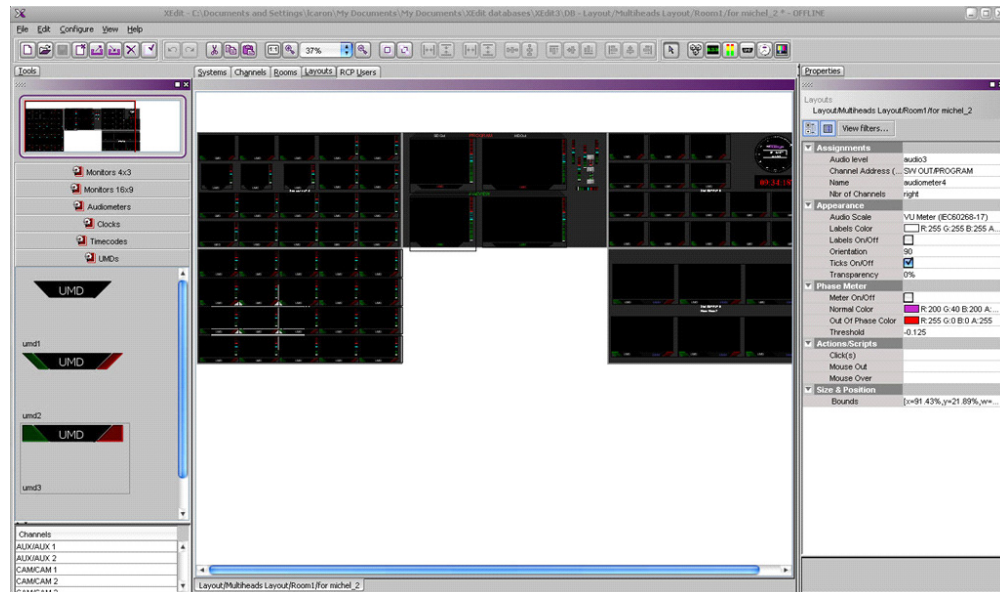 XEdit - C:\Documents and Settings\lcaron\My Documents\My Documents\XEdit databases\XEdit3\DB - Layout/Multiheads Layout/Room1/for michel_2 * - OFFLINE
File Edit Configure View Help
37%
Tools
Systems Channels Rooms Layouts RCP Users
Properties
Layouts
Layout/Multiheads Layout/Room1/for michel_2
View filters...
Monitors 4x3
Monitors 16x9
Audiometers
Clocks
Timecodes
UMDs
UMD
umd1
UMD
umd2
UMD
umd3
Channels
AUX/AUX 1
AUX/AUX 2
CAM/CAM 1
CAM/CAM 2
PROGRAM
Assignments
Audio level audio3
Channel Address (... SW OUT/PROGRAM
Name audiometer4
Nbr of Channels right
Appearance
Audio Scale VU Meter (IEC60268-17)
Labels Color R:255 G:255 B:255 A...
Labels On/Off
Orientation 90
Ticks On/Off
Transparency 0%
Phase Meter
Meter On/Off
Normal Color R:200 G:40 B:200 A:...
Out Of Phase Color R:255 G:0 B:0 A:255
Threshold -0.125
Actions/Scripts
Click(s)
Mouse Out
Mouse Over
Size & Position
Bounds [x=91.43%,y=21.89%,w=...
Layout/Multiheads Layout/Room1/for michel_2